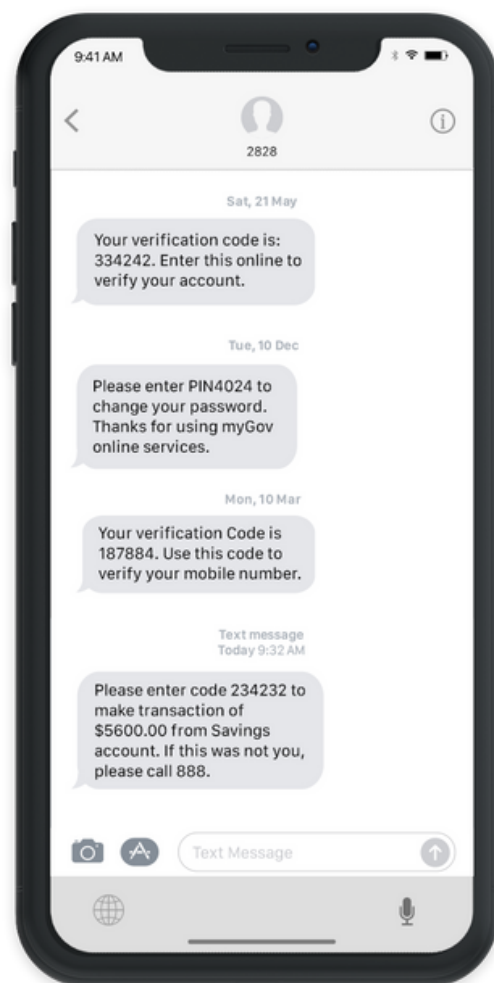 9:41 AM
2828
Sat, 21 May
Your verification code is:
334242. Enter this online to
verify your account.
Tue, 10 Dec
Please enter PIN4024 to
change your password.
Thanks for using myGov
online services.
Mon, 10 Mar
Your verification Code is
187884. Use this code to
verify your mobile number.
Text message
Today 9:32 AM
Please enter code 234232 to
make transaction of
$5600.00 from Savings
account. If this was not you,
please call 888.
Text Message